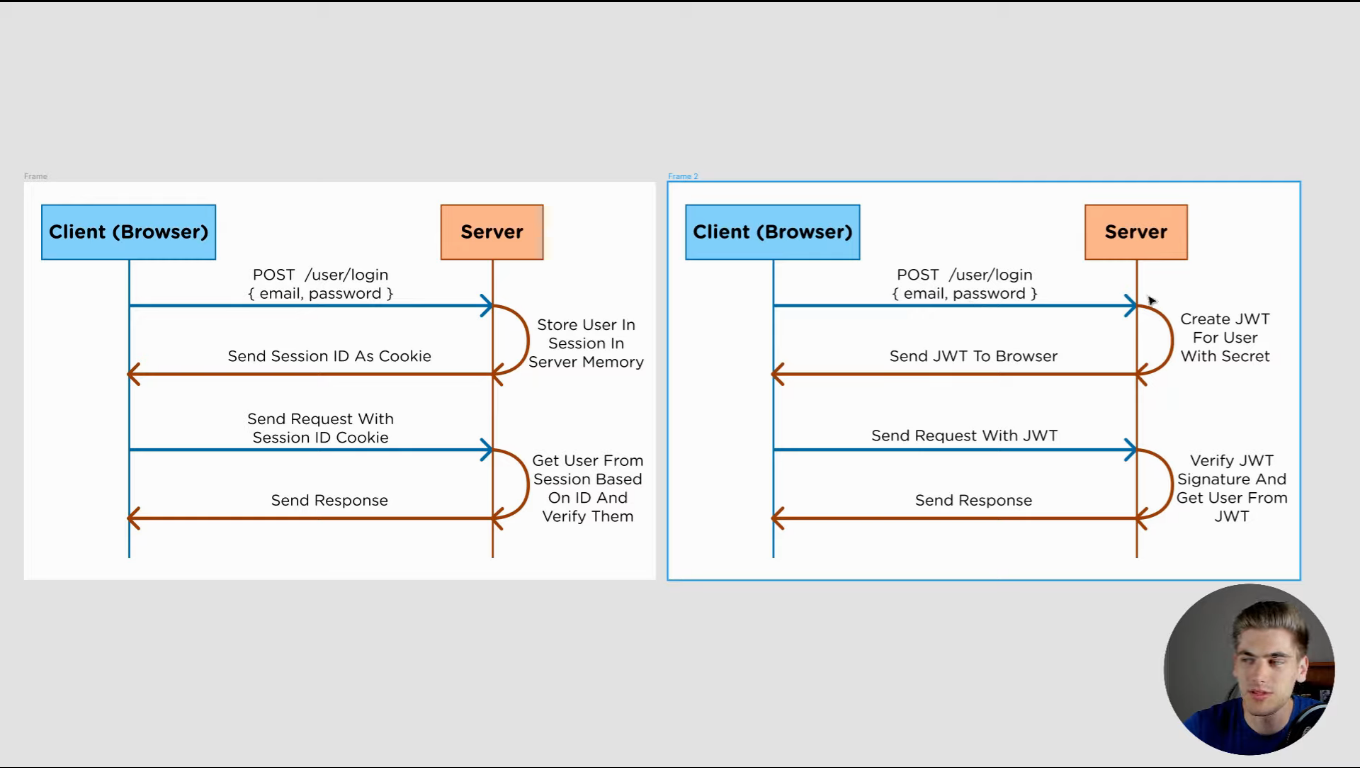 Frame
Client (Browser)
Server
POST /user/login
{ email, password }
Store User In
Session In
Server Memory
Send Session ID As Cookie
Send Request With
Session ID Cookie
Get User From
Session Based
On ID And
Verify Them
Send Response
Frame 2
Client (Browser)
Server
POST /user/login
{ email, password }
Create JWT
For User
With Secret
Send JWT To Browser
Send Request With JWT
Verify JWT
Signature And
Get User From
JWT
Send Response